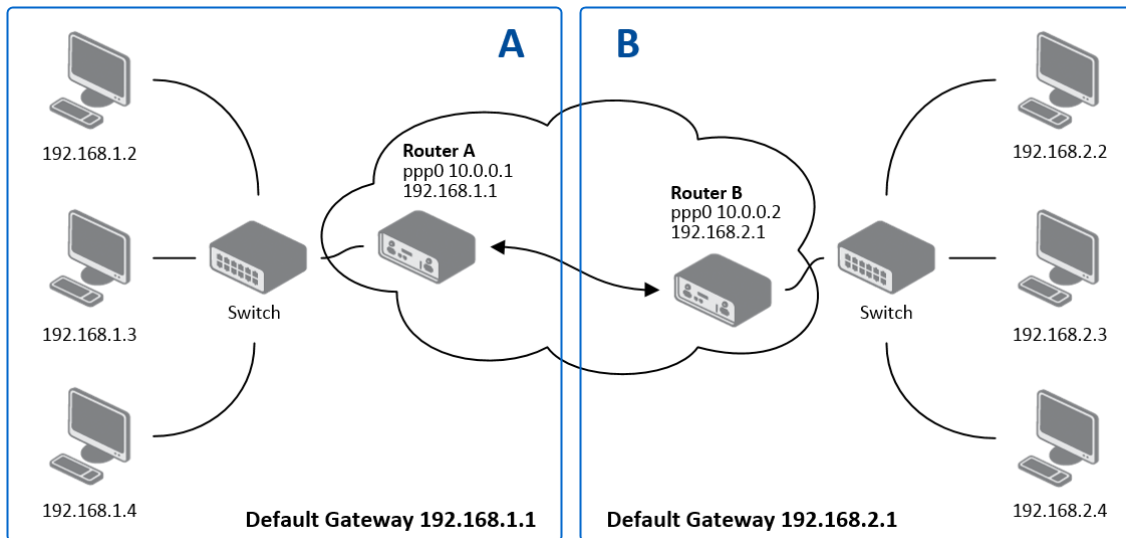 A
192.168.1.2
Router A
ppp0 10.0.0.1
192.168.1.1
192.168.1.3
Switch
192.168.1.4
Default Gateway 192.168.1.1
B
192.168.2.2
Router B
ppp0 10.0.0.2
192.168.2.1
Switch
192.168.2.3
192.168.2.4
Default Gateway 192.168.2.1